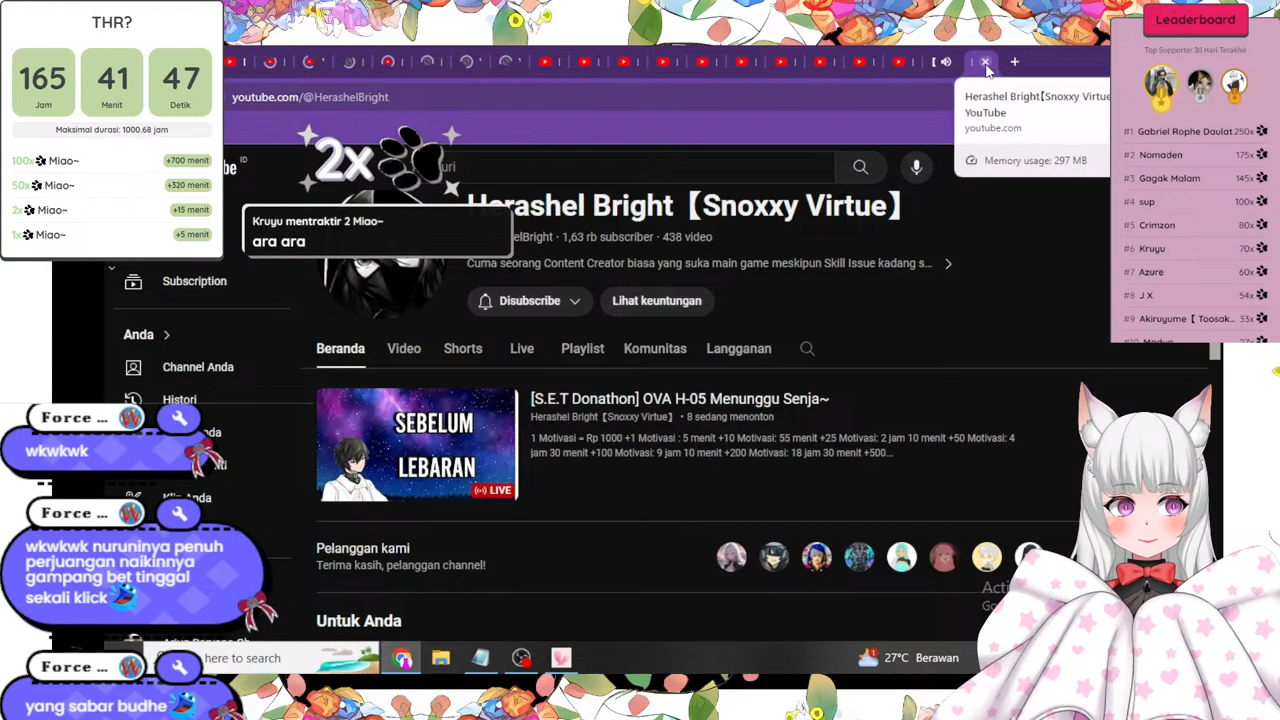 THR?
165
41
47
Jam
Menit
Detik
Maksimal durasi: 1000.68 jam
100x Miao~ +700 menit
50x Miao~ +320 menit
2x Miao~ +15 menit
1x Miao~ +5 menit
youtube.com/@HerashelBright
Herashel Bright【Snoxxy Virtue
YouTube
youtube.com
Memory usage: 297 MB
Leaderboard
Top Supporter 30 Hari Terakhir
#1 Gabriel Rophe Daulat 250x
#2 Nomaden 175x
#3 Gagak Malam 145x
#4 sup 100x
#5 Crimzon 80x
#6 Kruyu 70x
#7 Azure 60x
#8 J X 54x
#9 Akiruyume【 Toosak... 33x
ID
2x
Kruyu mentraktir 2 Miao~
ara ara
Herashel Bright【Snoxxy Virtue】
elBright • 1,63 rb subscriber • 438 video
Cuma seorang Content Creator biasa yang suka main game meskipun Skill Issue kadang s...
Disubscribe
Lihat keuntungan
Subscription
Anda
Channel Anda
Histori
Beranda
Video
Shorts
Live
Playlist
Komunitas
Langganan
SEBELUM
LEBARAN
LIVE
[S.E.T Donathon] OVA H-05 Menunggu Senja~
Herashel Bright【Snoxxy Virtue】 • 8 sedang menonton
1 Motivasi = Rp 1000 +1 Motivasi : 5 menit +10 Motivasi: 55 menit +25 Motivasi: 2 jam 10 menit +50 Motivasi: 4
jam 30 menit +100 Motivasi: 9 jam 10 menit +200 Motivasi: 18 jam 30 menit +500...
Pelanggan kami
Terima kasih, pelanggan channel!
Untuk Anda
Force ...
wkwkwk
Force ...
wkwkwk nuruninya penuh
perjuangan naikinnya
gampang bet tinggal
sekali klick
Force ...
yang sabar budhe
here to search
27°C Berawan